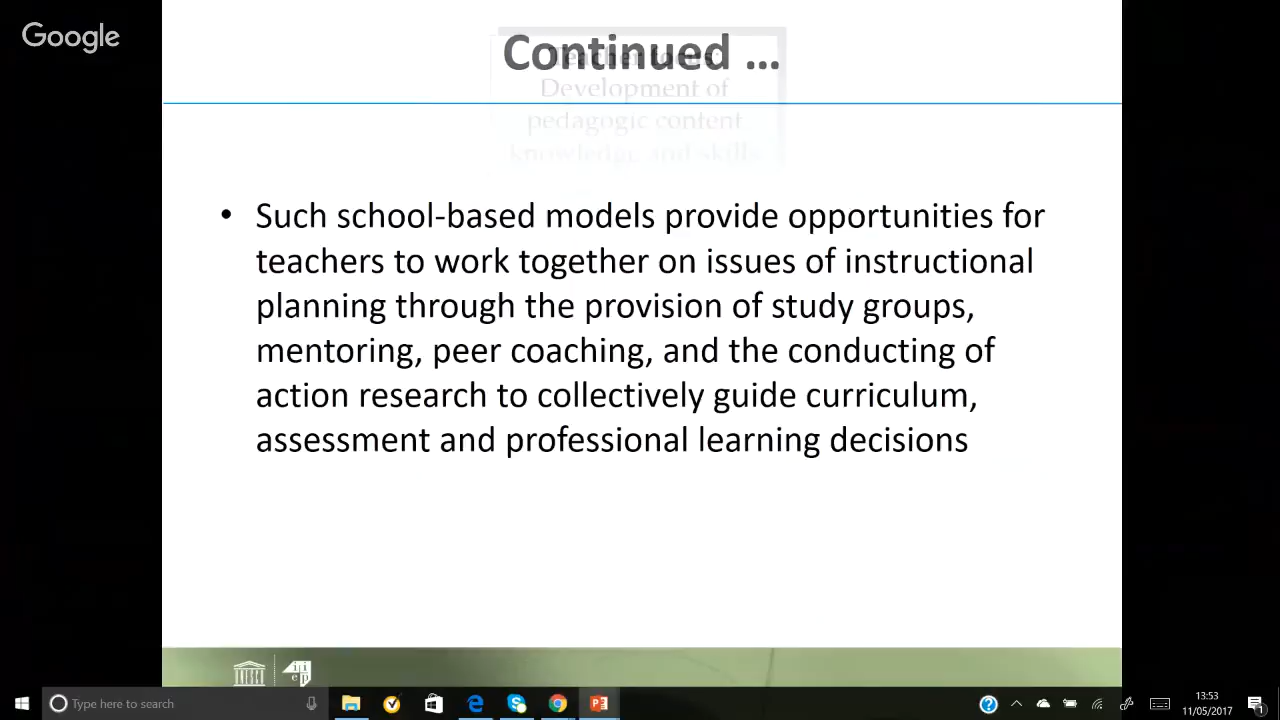 Google
Continued ...
Teacher focus:
Development of
pedagogic content
knowledge and skills
• Such school-based models provide opportunities for
teachers to work together on issues of instructional
planning through the provision of study groups,
mentoring, peer coaching, and the conducting of
action research to collectively guide curriculum,
assessment and professional learning decisions
Type here to search
13:53
11/05/2017